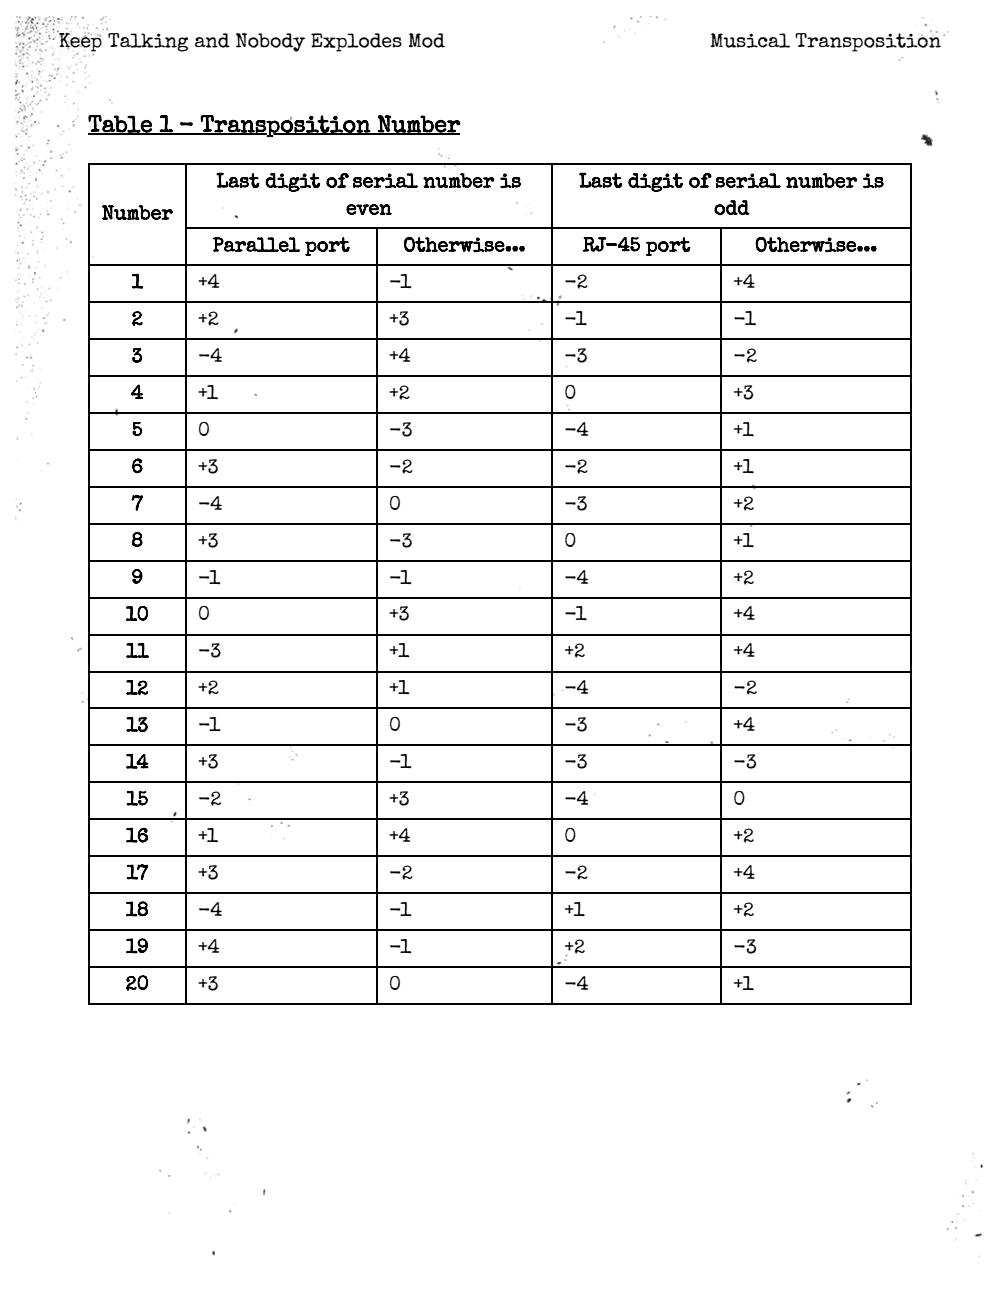 Keep Talking and Nobody Explodes Mod Musical Transposition
Table 1 – Transposition Number
Number Last digit of serial number is even Last digit of serial number is odd
Parallel port Otherwise... RJ-45 port Otherwise...
1 +4 −1 −2 +4
2 +2 +3 −1 −1
3 −4 +4 −3 −2
4 +1 +2 0 +3
5 0 −3 −4 +1
6 +3 −2 −2 +1
7 −4 0 −3 +2
8 +3 −3 0 +1
9 −1 −1 −4 +2
10 0 +3 −1 +4
11 −3 +1 +2 +4
12 +2 +1 −4 −2
13 −1 0 −3 +4
14 +3 −1 −3 −3
15 −2 +3 −4 0
16 +1 +4 0 +2
17 +3 −2 −2 +4
18 −4 −1 +1 +2
19 +4 −1 +2 −3
20 +3 0 −4 +1